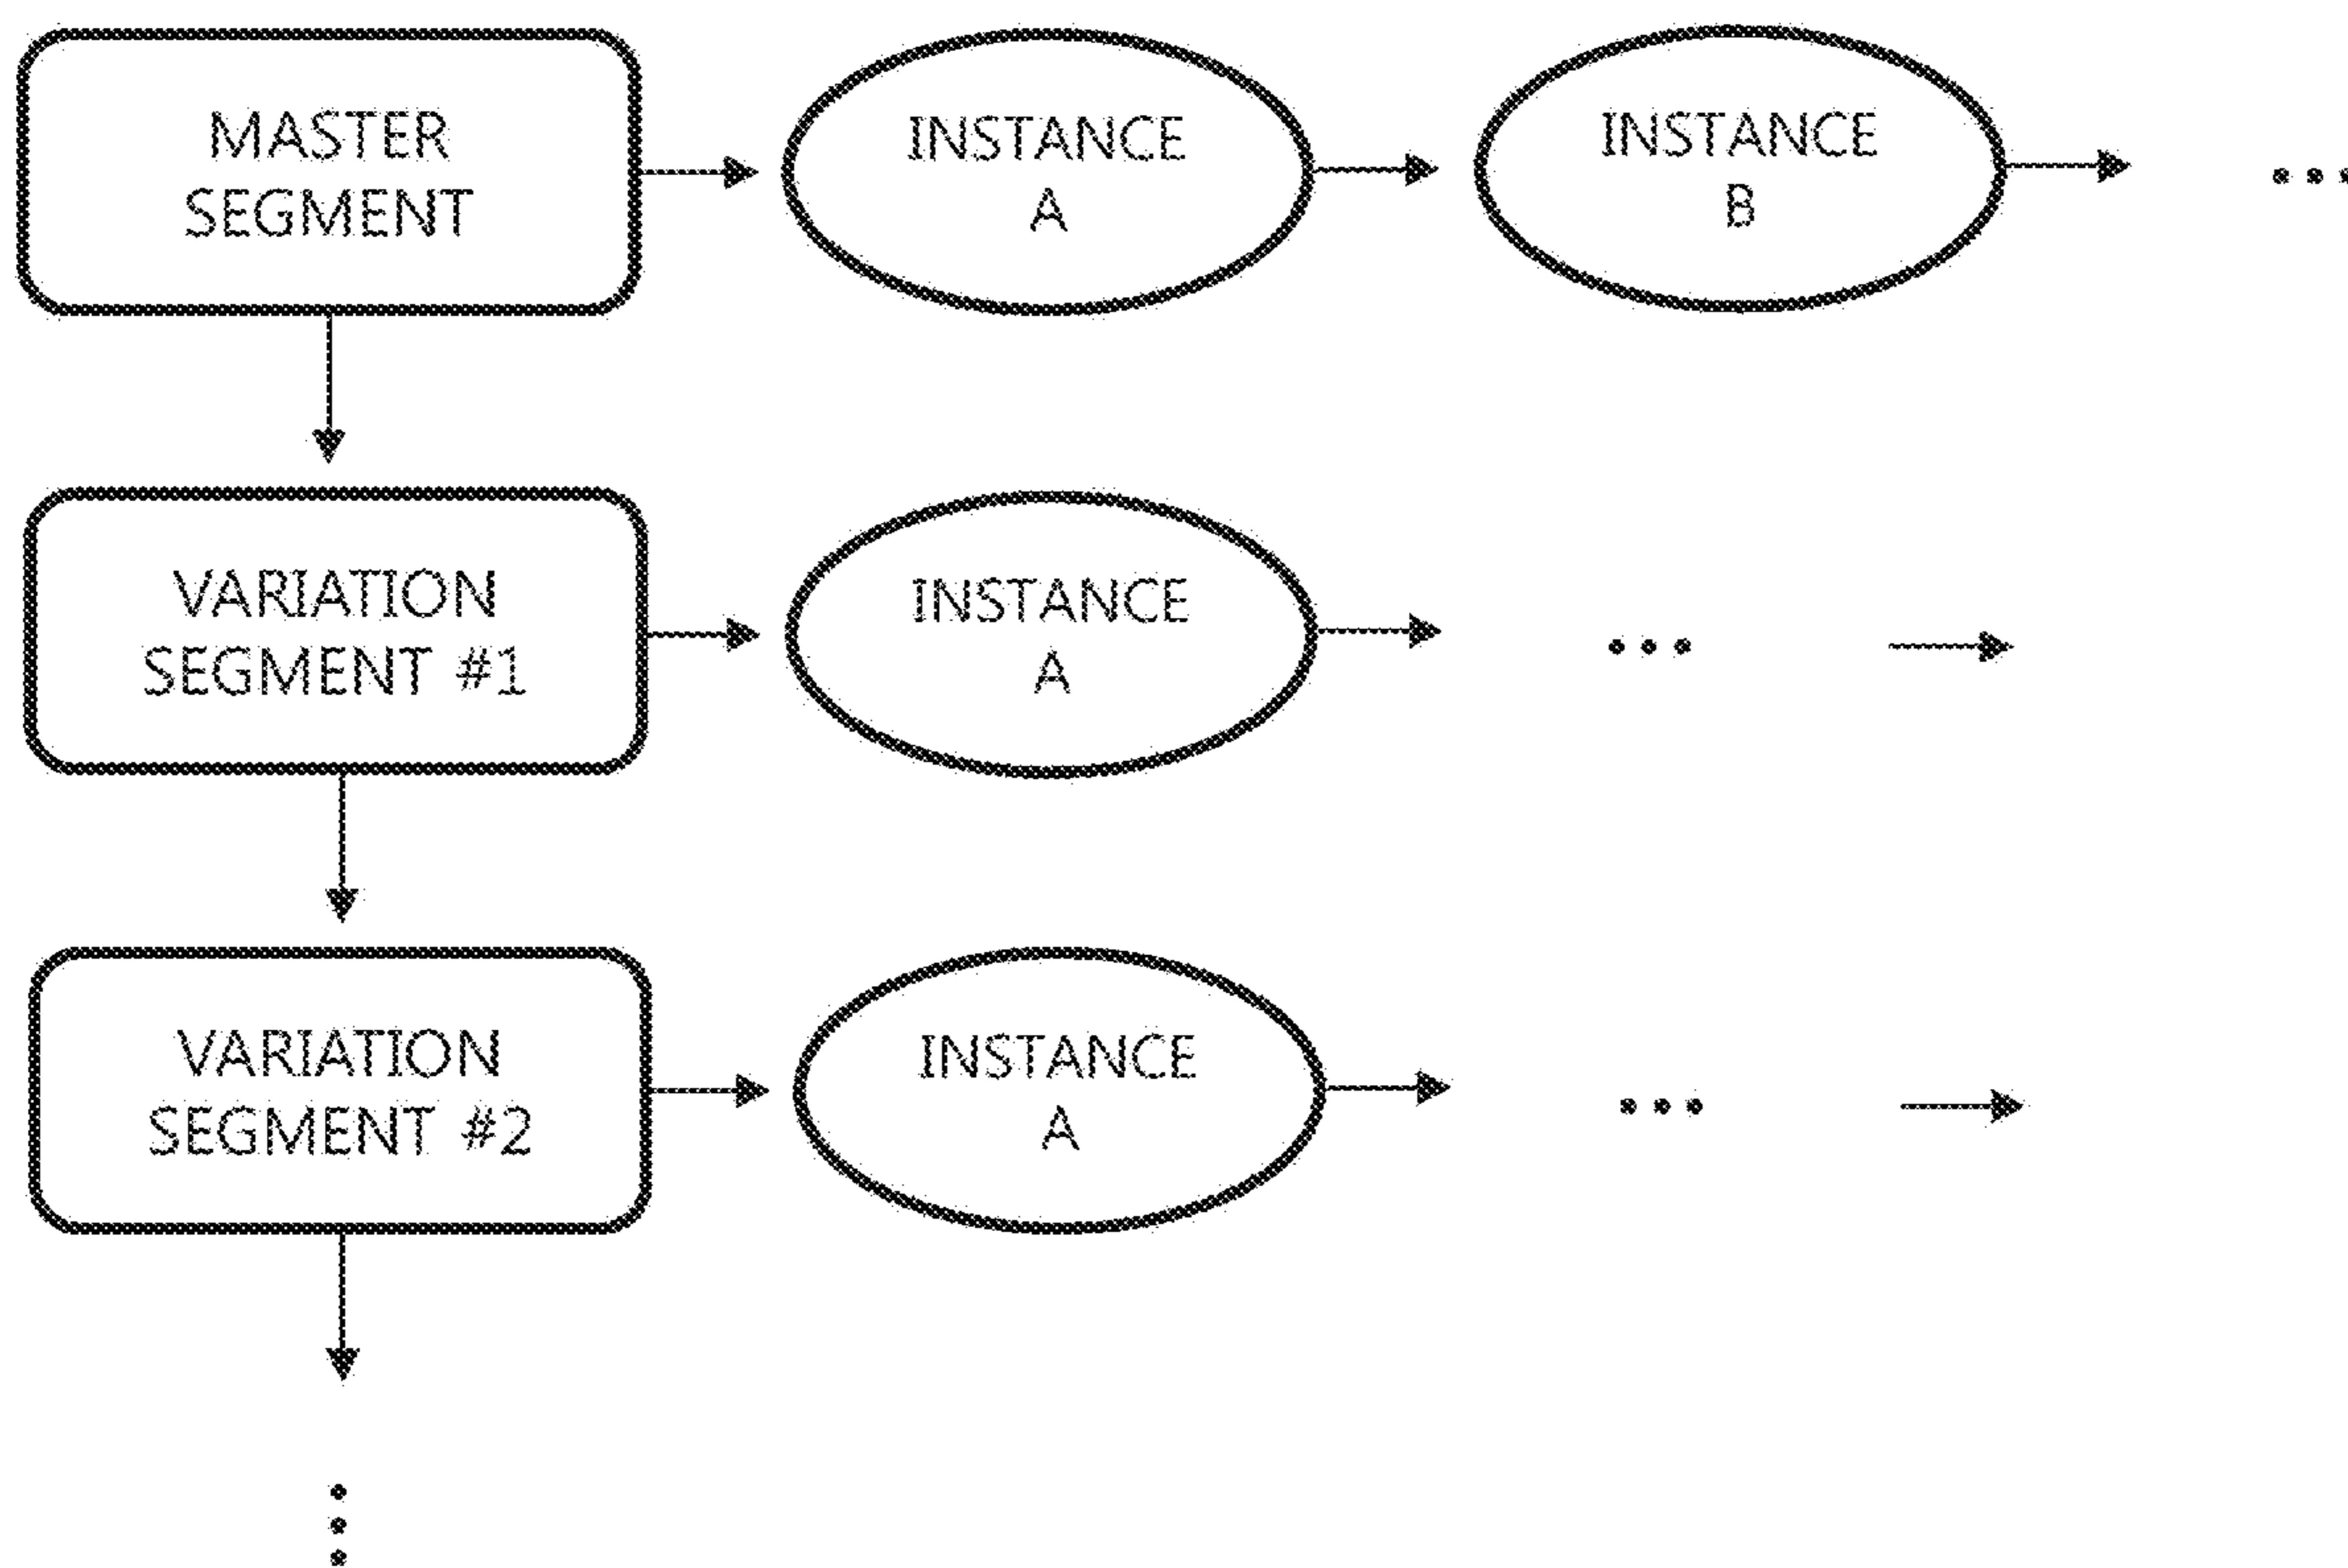 MASTER
SEGMENT
INSTANCE
A
INSTANCE
B
...
VARIATION
SEGMENT #1
INSTANCE
A
...
VARIATION
SEGMENT #2
INSTANCE
A
...